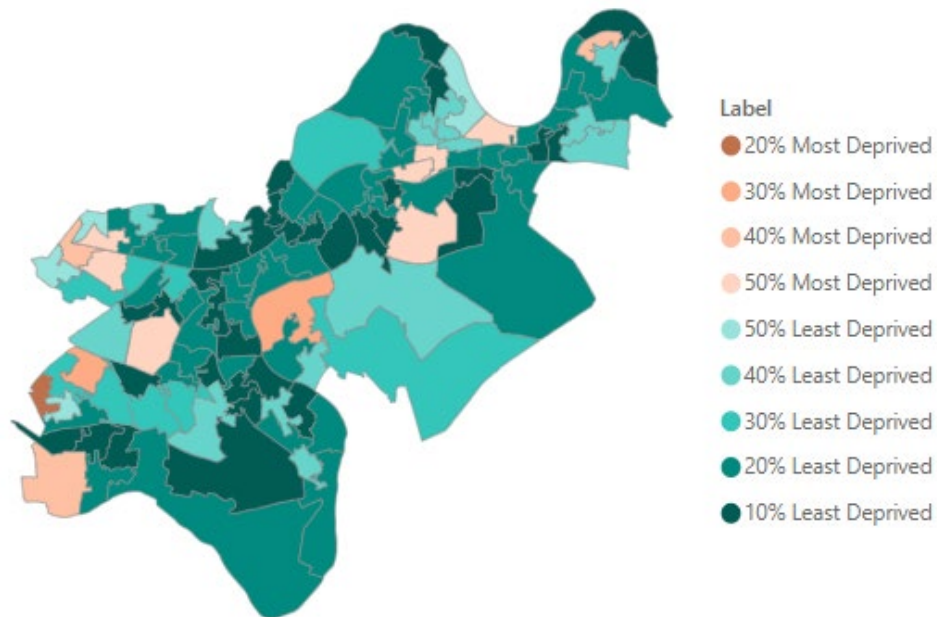 Label
20% Most Deprived
30% Most Deprived
40% Most Deprived
50% Most Deprived
50% Least Deprived
40% Least Deprived
30% Least Deprived
20% Least Deprived
10% Least Deprived